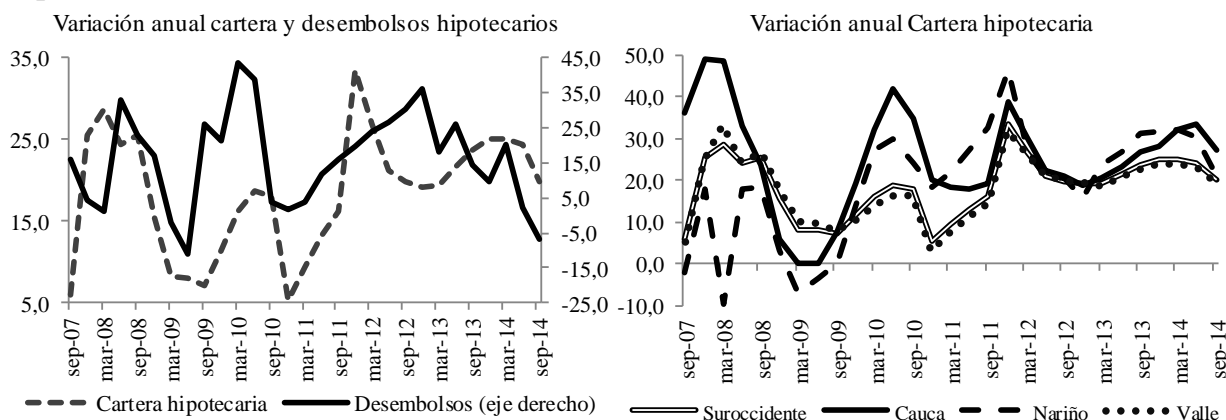 Variación anual cartera y desembolsos hipotecarios
35,0
25,0
15,0
5,0
45,0
35,0
25,0
15,0
5,0
-5,0
-15,0
-25,0
sep-07
mar-08
sep-08
mar-09
sep-09
mar-10
sep-10
mar-11
sep-11
mar-12
sep-12
mar-13
sep-13
mar-14
sep-14
Cartera hipotecaria
Desembolsos (eje derecho)
Variación anual Cartera hipotecaria
50,0
40,0
30,0
20,0
10,0
0,0
-10,0
sep-07
mar-08
sep-08
mar-09
sep-09
mar-10
sep-10
mar-11
sep-11
mar-12
sep-12
mar-13
sep-13
mar-14
sep-14
Suroccidente
Cauca
Nariño
Valle